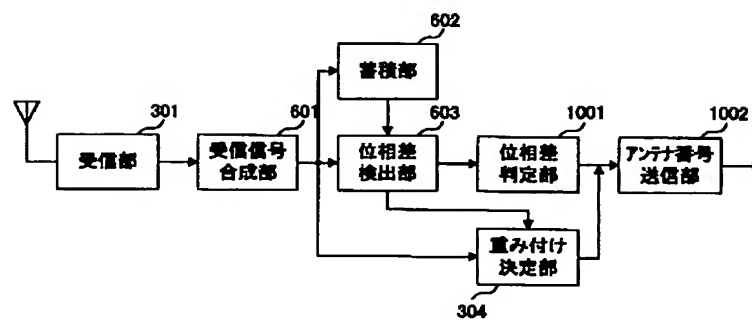 602
蓄積部
301
受信部
601
受信信号
合成部
603
位相差
検出部
1001
位相差
判定部
1002
アンテナ番号
送信部
重み付け
決定部
304